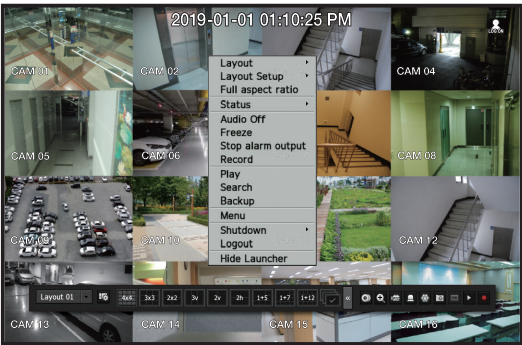 2019-01-01 01:10:25 PM
LOG ON
CAM 01
CAM 02
CAM 04
Layout
Layout Setup
Full aspect ratio
Status
Audio Off
Freeze
Stop alarm output
Record
Play
Search
Backup
Menu
Shutdown
Logout
Hide Launcher
CAM 05
CAM 06
CAM 08
CAM 09
CAM 10
CAM 12
Layout 01
4x4
3x3
2x2
3v
2v
2h
1+5
1+7
1+12
CAM 13
CAM 14
CAM 15
CAM 16